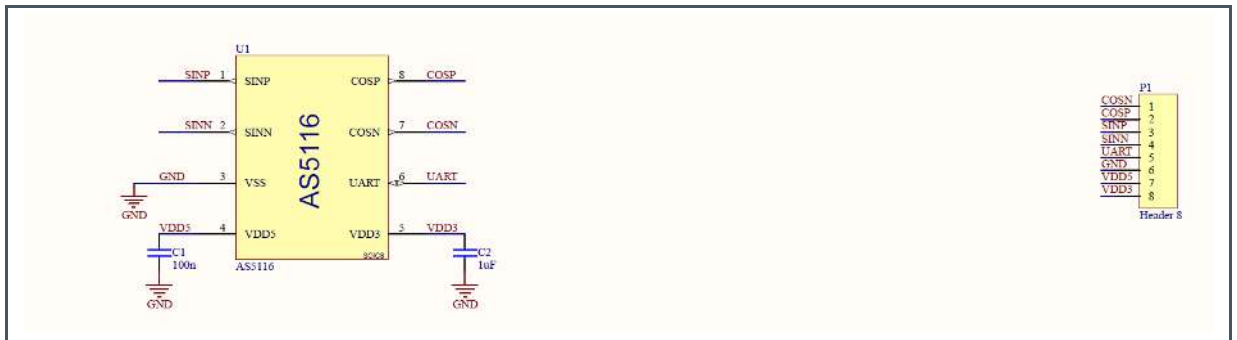 U1
SINP 1 SINP COSP 8 COSP
SINN 2 SINN COSN 7 COSN
GND 3 VSS UART 6 UART
VDD5 4 VDD5 VDD3 5 VDD3
AS5116
GND
C1
100n
GND
AS5116
SOIC8
C2
1uF
GND
P1
COSN 1
COSP 2
SINP 3
SINN 4
UART 5
GND 6
VDD5 7
VDD3 8
Header 8